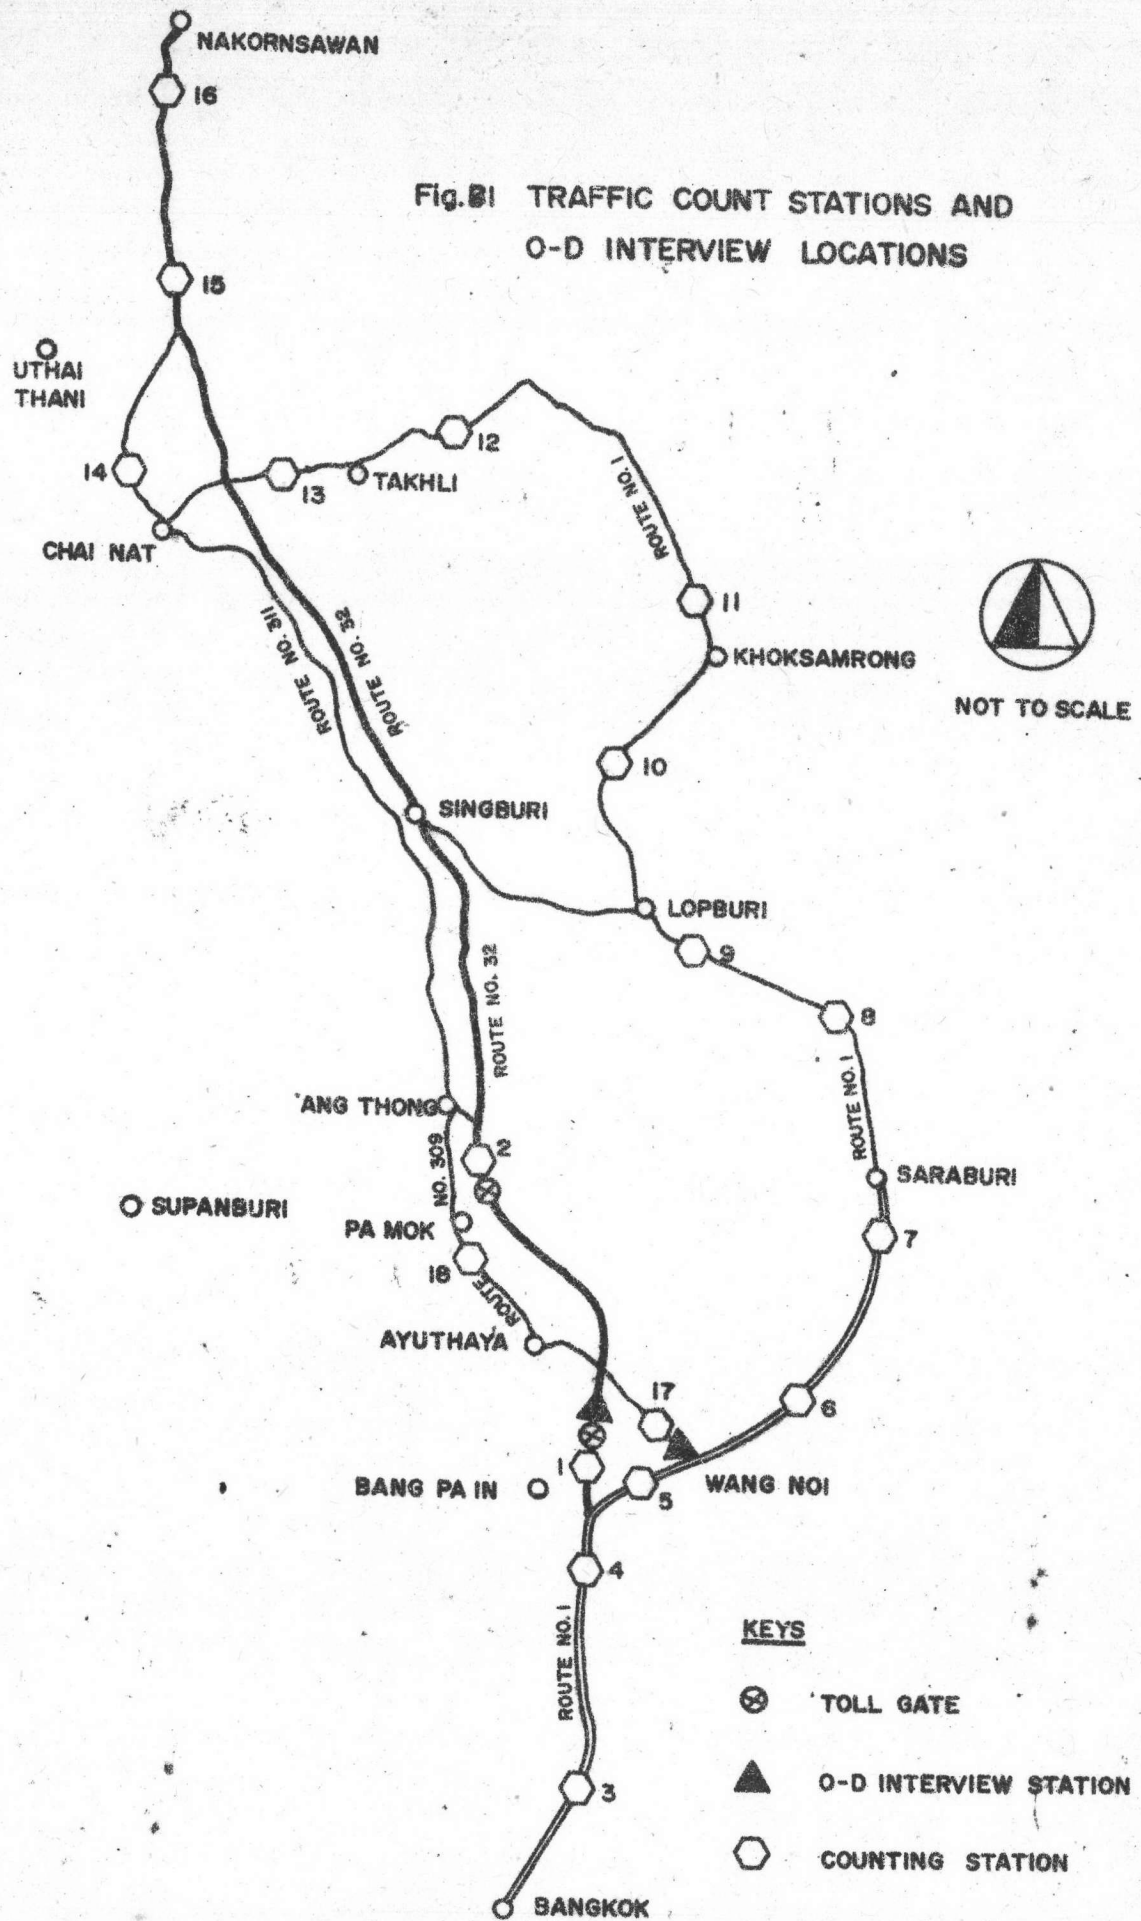 NAKORNSAWAN
16
Fig.B1 TRAFFIC COUNT STATIONS AND
O-D INTERVIEW LOCATIONS
15
UTHAI
THANI
12
14
13
TAKHLI
ROUTE NO. 1
CHAI NAT
11
ROUTE NO. 311
ROUTE NO. 32
KHOKSAMRONG
NOT TO SCALE
10
SINGBURI
LOPBURI
9
ROUTE NO. 32
8
ROUTE NO. 1
ANG THONG
2
NO. 309
SARABURI
SUPANBURI
PA MOK
7
18
ROUTE
AYUTHAYA
17
6
1
BANG PA IN
5
WANG NOI
4
ROUTE NO. 1
KEYS
TOLL GATE
O-D INTERVIEW STATION
3
COUNTING STATION
BANGKOK